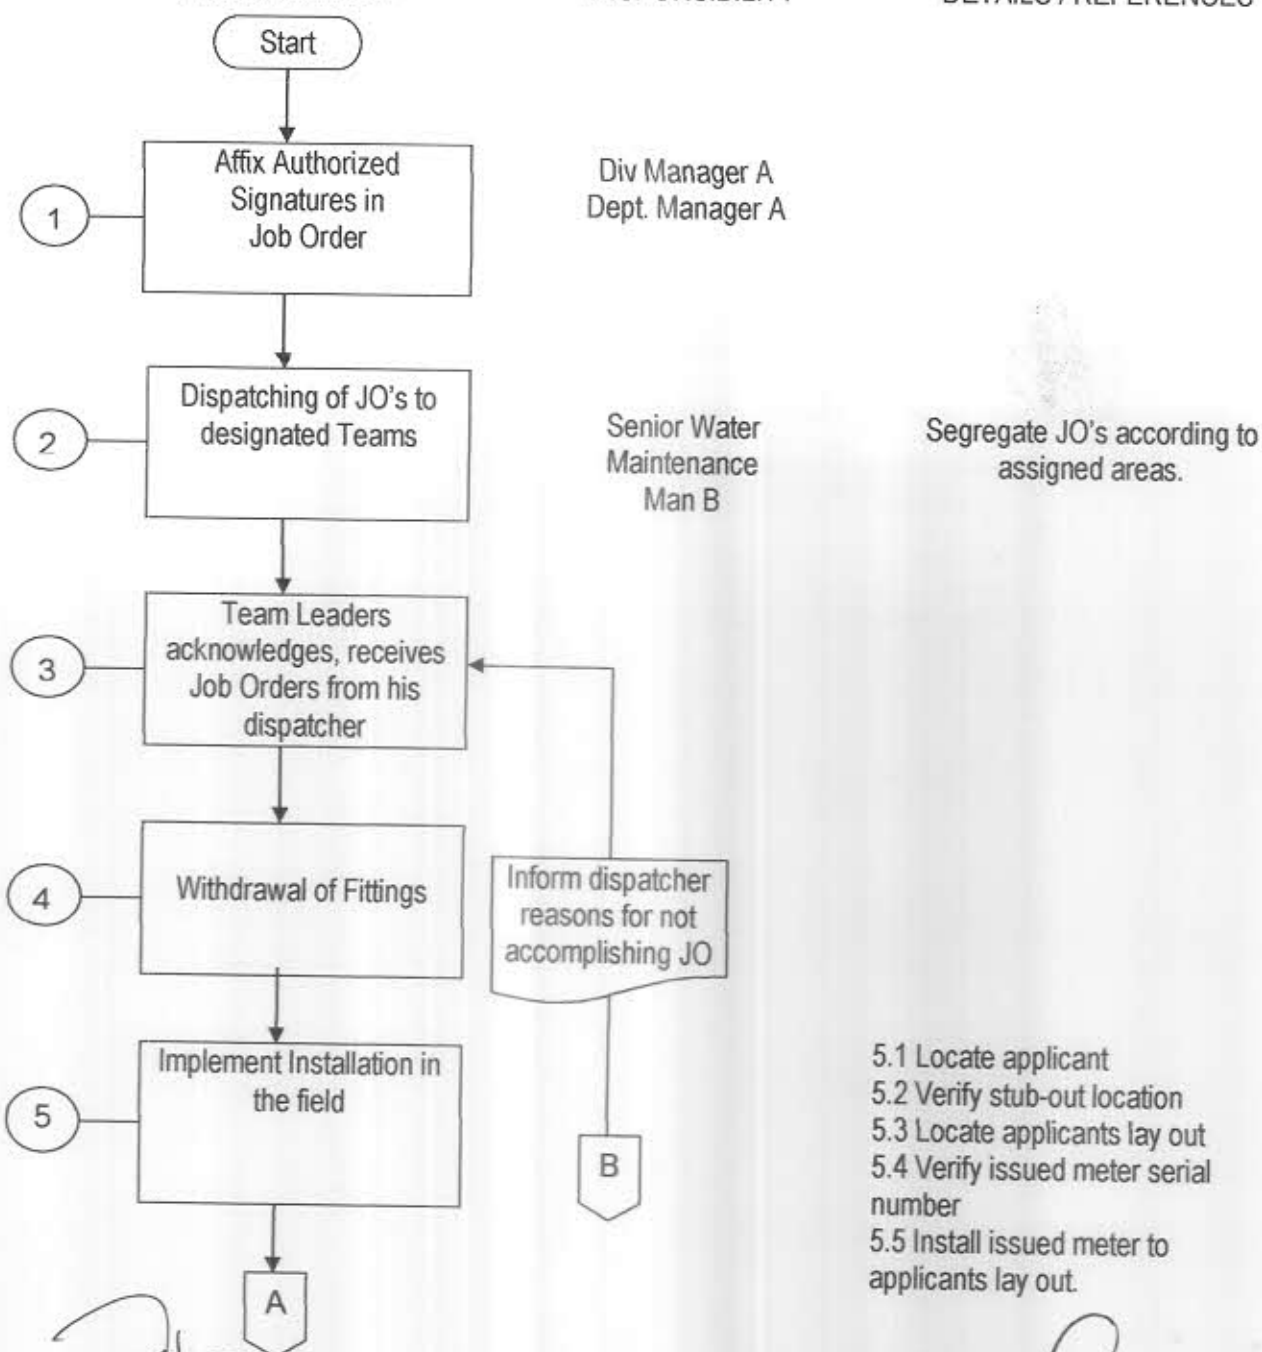 DETAILS / REFERENCES
Start
1
Affix Authorized
Signatures in
Job Order
Div Manager A
Dept. Manager A
2
Dispatching of JO's to
designated Teams
Senior Water
Maintenance
Man B
Segregate JO's according to
assigned areas.
3
Team Leaders
acknowledges, receives
Job Orders from his
dispatcher
4
Withdrawal of Fittings
Inform dispatcher
reasons for not
accomplishing JO
5
Implement Installation in
the field
B
5.1 Locate applicant
5.2 Verify stub-out location
5.3 Locate applicants lay out
5.4 Verify issued meter serial
number
5.5 Install issued meter to
applicants lay out.
A